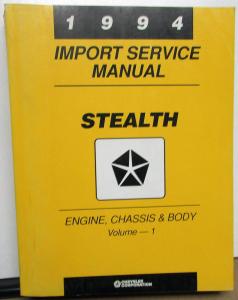 1994
IMPORT SERVICE
MANUAL
STEALTH
ENGINE, CHASSIS & BODY
Volume — 1
CHRYSLER
CORPORATION